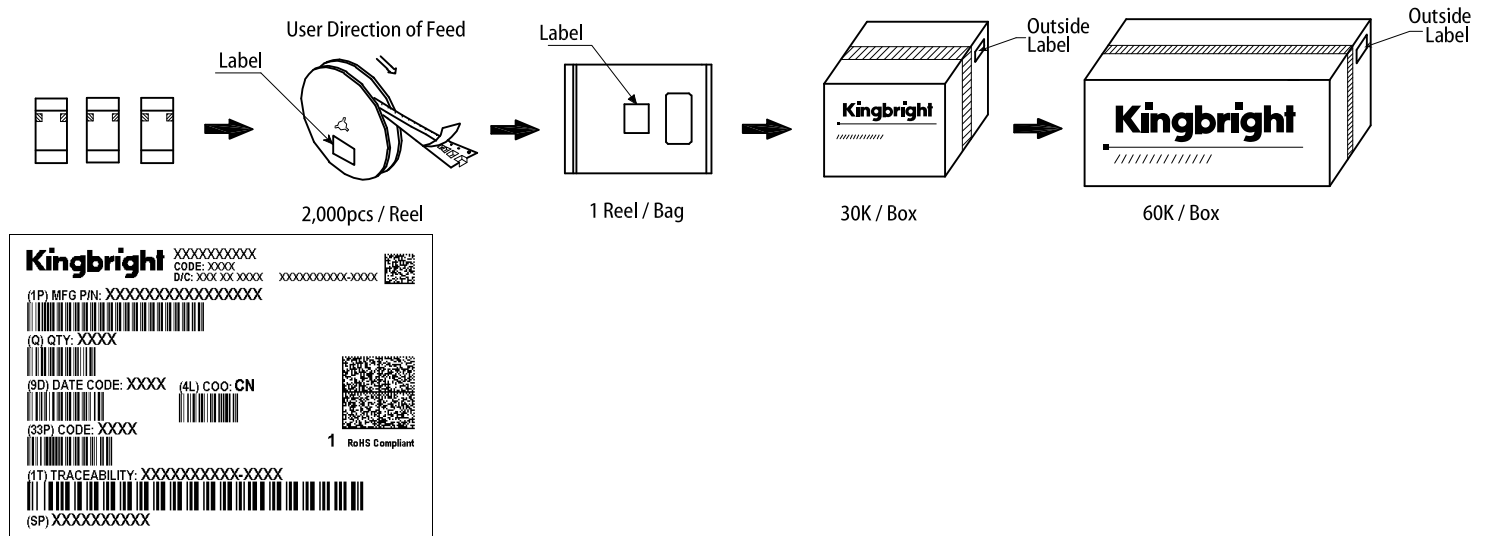 User Direction of Feed
Label
Label
Outside
Label
Outside
Label
Kingbright
Kingbright
2,000pcs / Reel
1 Reel / Bag
30K / Box
60K / Box
Kingbright
XXXXXXXXXX
CODE: XXXX
D/C: XXX XX XXXX
XXXXXXXXXX-XXXX
(1P) MFG P/N: XXXXXXXXXXXXXXXX
(Q) QTY: XXXX
(9D) DATE CODE: XXXX
(4L) COO: CN
(33P) CODE: XXXX
1 RoHS Compliant
(1T) TRACEABILITY: XXXXXXXXXX-XXXX
(SP) XXXXXXXXXX